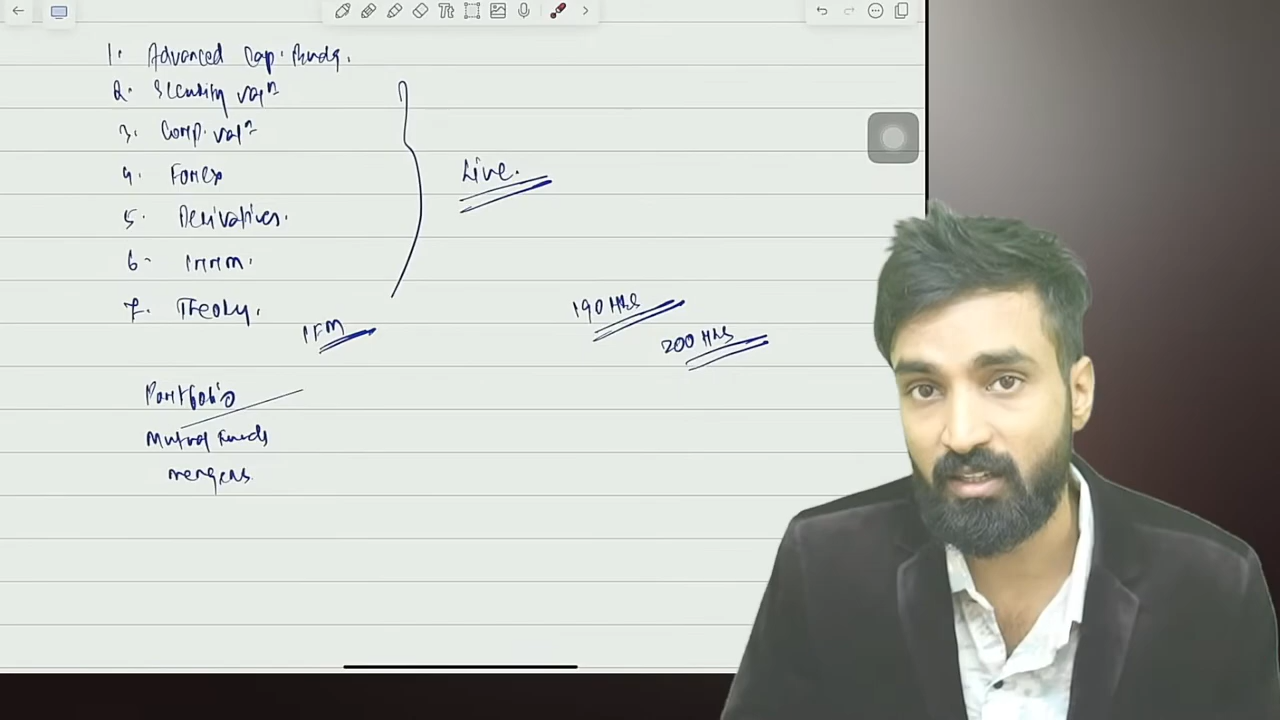 1. Advanced Cap. Budg.
2. Security valⁿ
3. Comp. valⁿ
4. Forex
5. Derivatives.
6. IRRM.
7. Theory.
Live.
IFM
190 Hrs
200 Hrs
Portfolio
Mutual Funds
mergers.